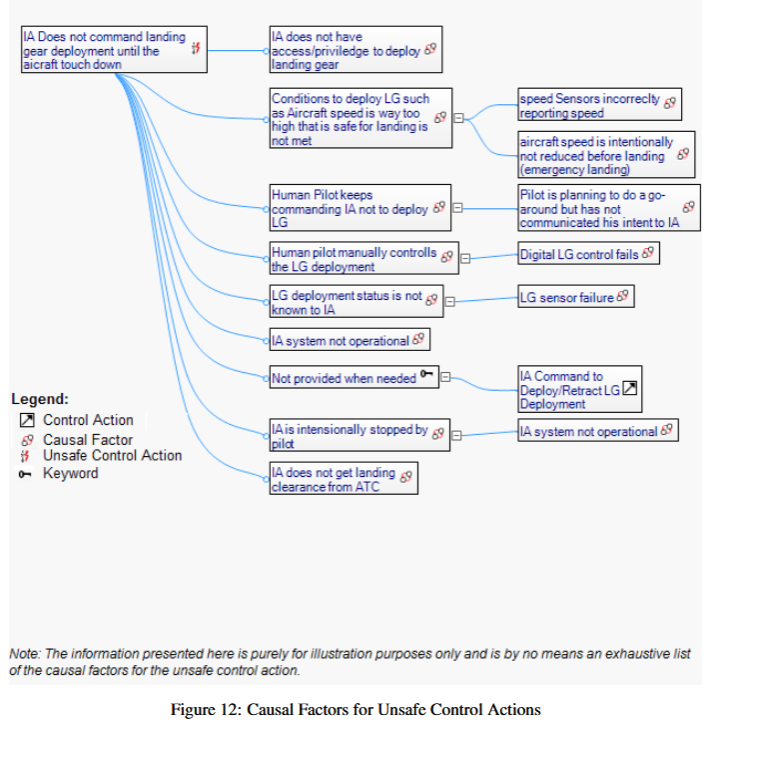 IA Does not command landing
gear deployment until the
aicraft touch down
IA does not have
access/priviledge to deploy
landing gear
Conditions to deploy LG such
as Aircraft speed is way too
high that is safe for landing is
not met
speed Sensors incorreclty
reporting speed
aircraft speed is intentionally
not reduced before landing
(emergency landing)
Human Pilot keeps
commanding IA not to deploy
LG
Pilot is planning to do a go-
around but has not
communicated his intent to IA
Human pilot manually controlls
the LG deployment
Digital LG control fails
LG deployment status is not
known to IA
LG sensor failure
IA system not operational
Not provided when needed
IA Command to
Deploy/Retract LG
Deployment
IA is intensionally stopped by
pilot
IA system not operational
IA does not get landing
clearance from ATC
Legend:
Control Action
Causal Factor
Unsafe Control Action
Keyword
Note: The information presented here is purely for illustration purposes only and is by no means an exhaustive list
of the causal factors for the unsafe control action.
Figure 12: Causal Factors for Unsafe Control Actions